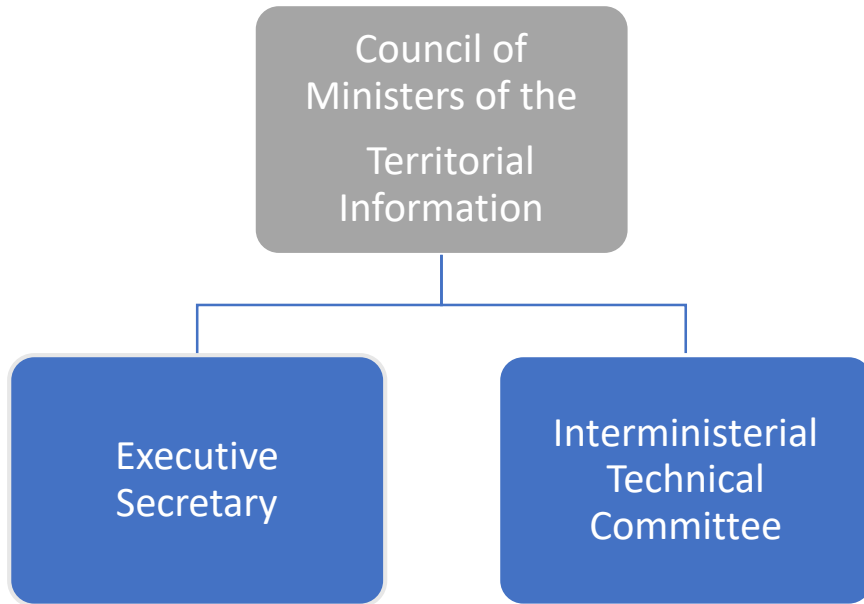 Council of
Ministers of the
Territorial
Information
Executive
Secretary
Interministerial
Technical
Committee